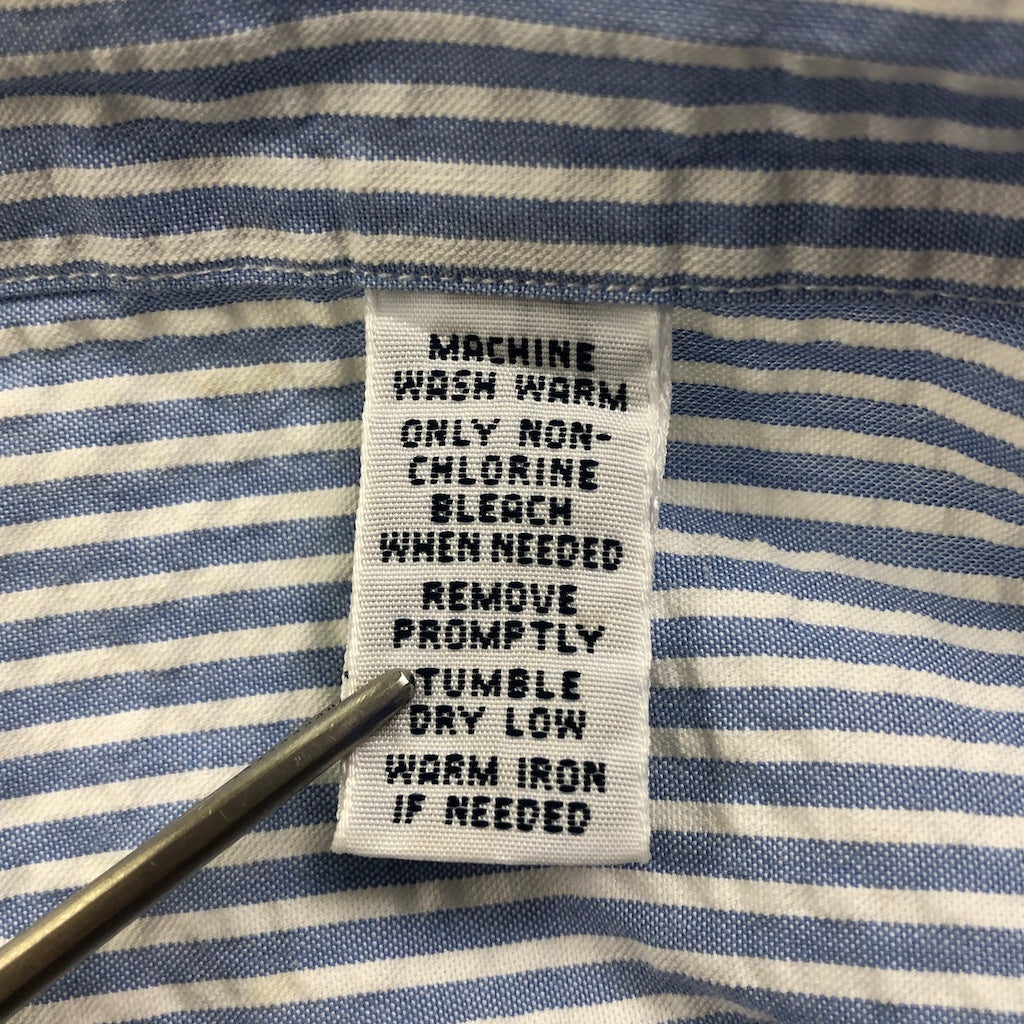 MACHINE
WASH WARM
ONLY NON-
CHLORINE
BLEACH
WHEN NEEDED
REMOVE
PROMPTLY
TUMBLE
DRY LOW
WARM IRON
IF NEEDED